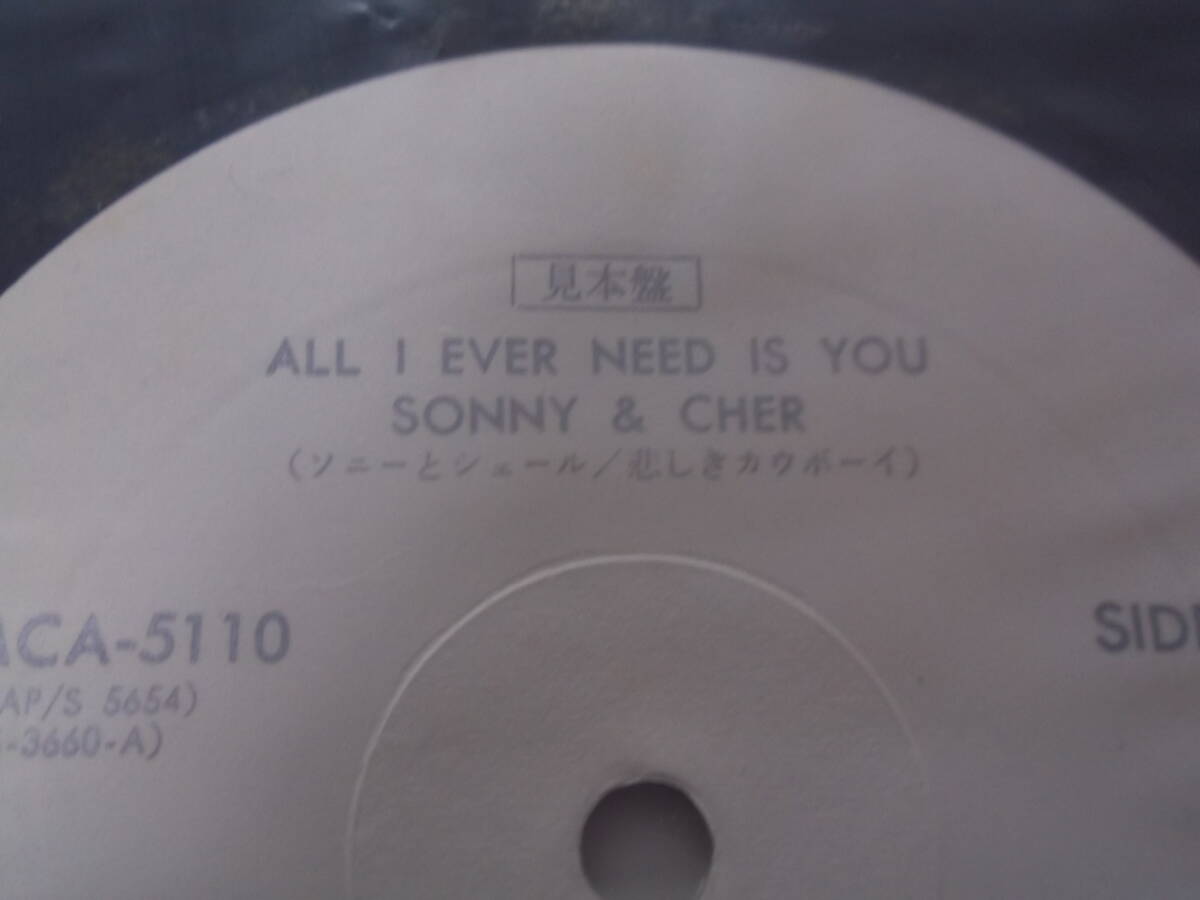 見本盤
ALL I EVER NEED IS YOU
SONNY & CHER
(ソニーとシェール/悲しきカウボーイ)
ACA-5110
AP/S 5654)
-3660-A)